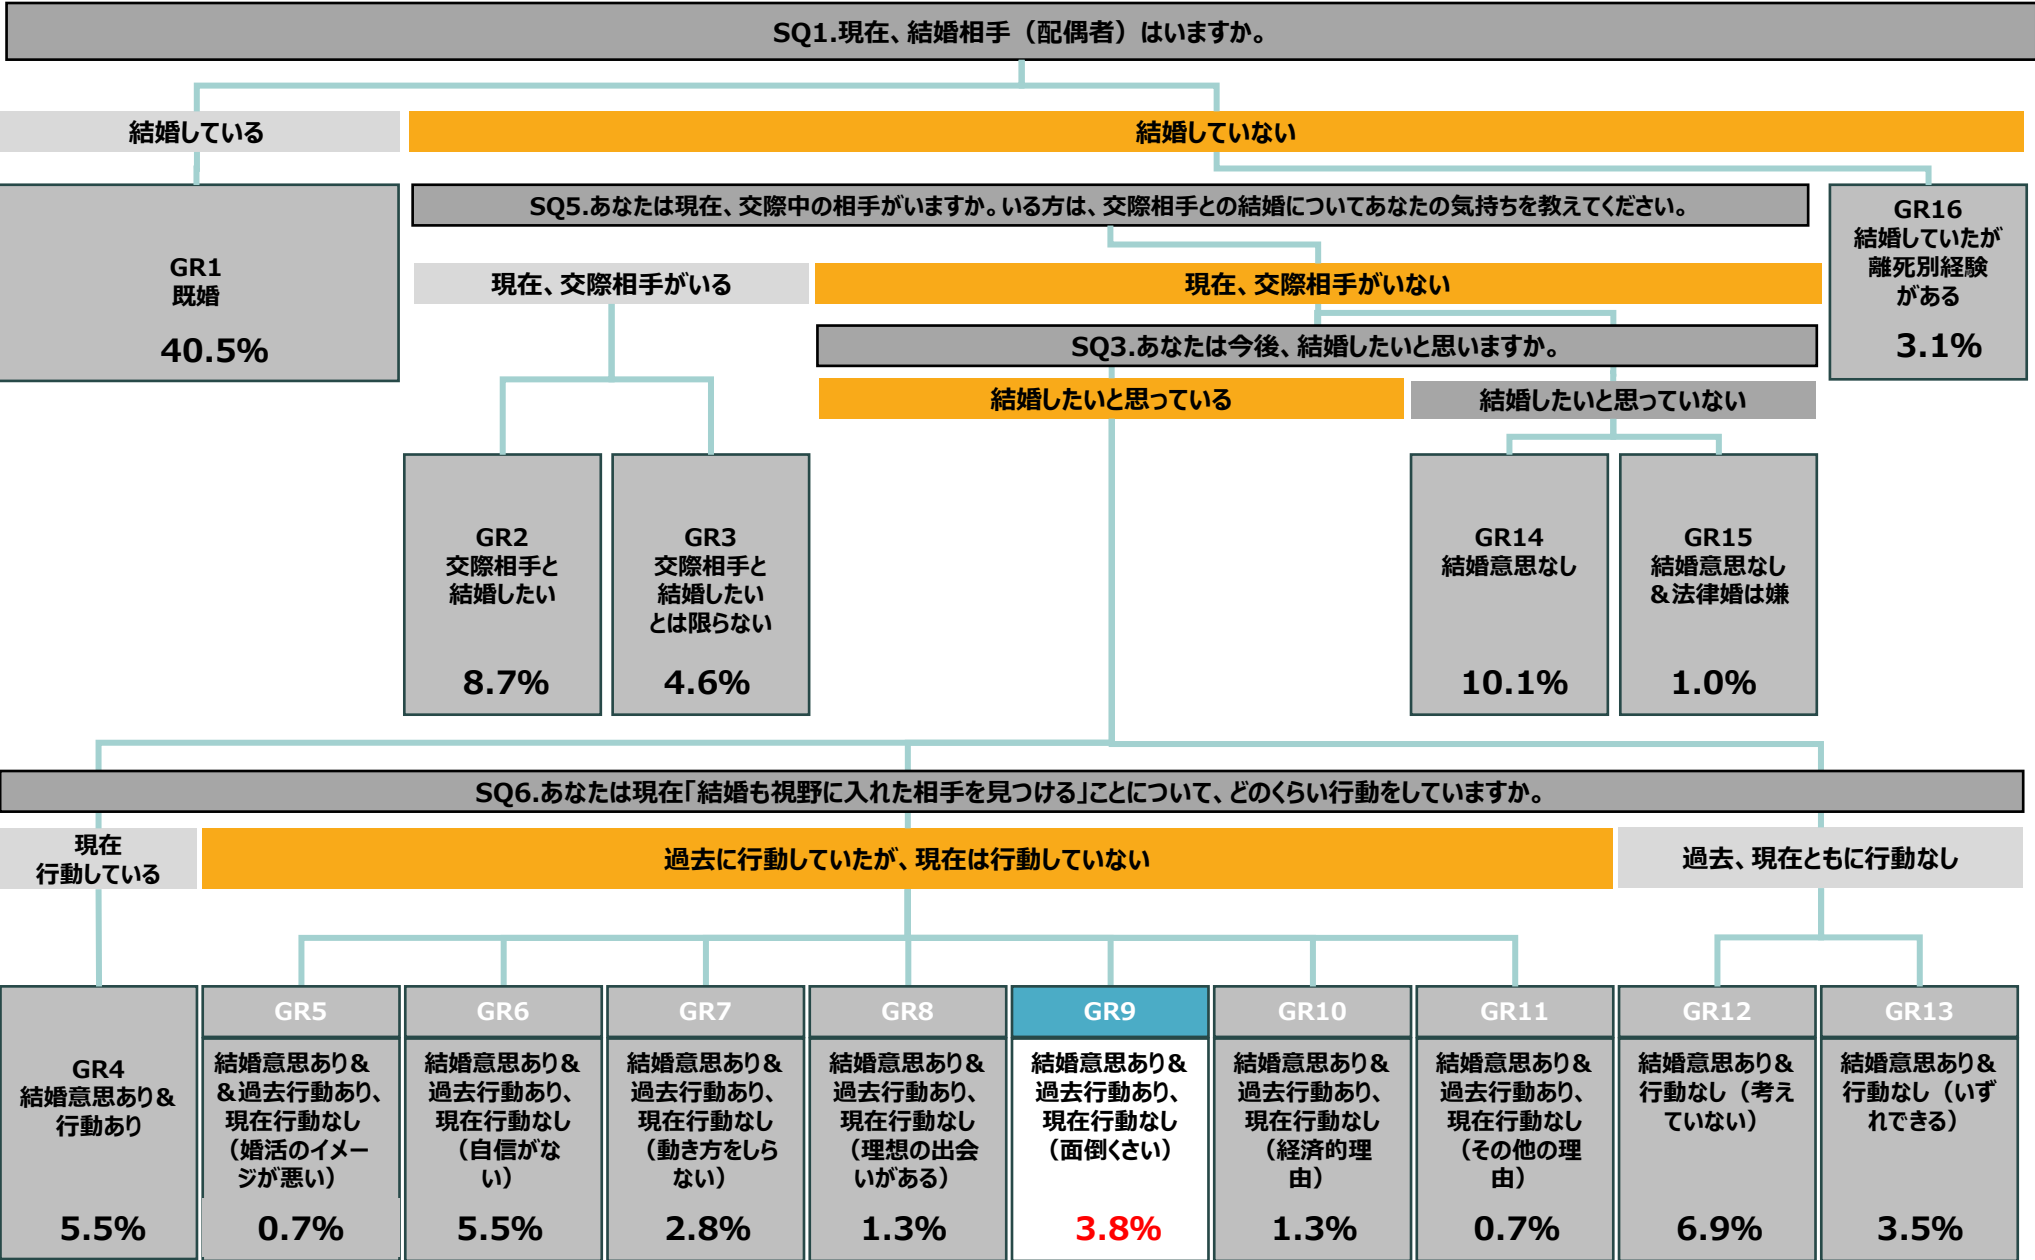 SQ1.現在、結婚相手（配偶者）はいますか。
結婚している
結婚していない
GR1
既婚
40.5%
SQ5.あなたは現在、交際中の相手がいますか。いる方は、交際相手との結婚についてあなたの気持ちを教えてください。
GR16
結婚していたが
離死別経験
がある
3.1%
現在、交際相手がいる
現在、交際相手がいない
SQ3.あなたは今後、結婚したいと思いますか。
結婚したいと思っている
結婚したいと思っていない
GR2
交際相手と
結婚したい
8.7%
GR3
交際相手と
結婚したい
とは限らない
4.6%
GR14
結婚意思なし
10.1%
GR15
結婚意思なし
＆法律婚は嫌
1.0%
SQ6.あなたは現在「結婚も視野に入れた相手を見つける」ことについて、どのくらい行動をしていますか。
現在
行動している
過去に行動していたが、現在は行動していない
過去、現在ともに行動なし
GR4
結婚意思あり＆
行動あり
5.5%
GR5
結婚意思あり＆
＆過去行動あり、
現在行動なし
（婚活のイメー
ジが悪い）
0.7%
GR6
結婚意思あり＆
過去行動あり、
現在行動なし
（自信がな
い）
5.5%
GR7
結婚意思あり＆
過去行動あり、
現在行動なし
（動き方をしら
ない）
2.8%
GR8
結婚意思あり＆
過去行動あり、
現在行動なし
（理想の出会
いがある）
1.3%
GR9
結婚意思あり＆
過去行動あり、
現在行動なし
（面倒くさい）
3.8%
GR10
結婚意思あり＆
過去行動あり、
現在行動なし
（経済的理
由）
1.3%
GR11
結婚意思あり＆
過去行動あり、
現在行動なし
（その他の理
由）
0.7%
GR12
結婚意思あり＆
行動なし（考え
ていない）
6.9%
GR13
結婚意思あり＆
行動なし（いず
れできる）
3.5%